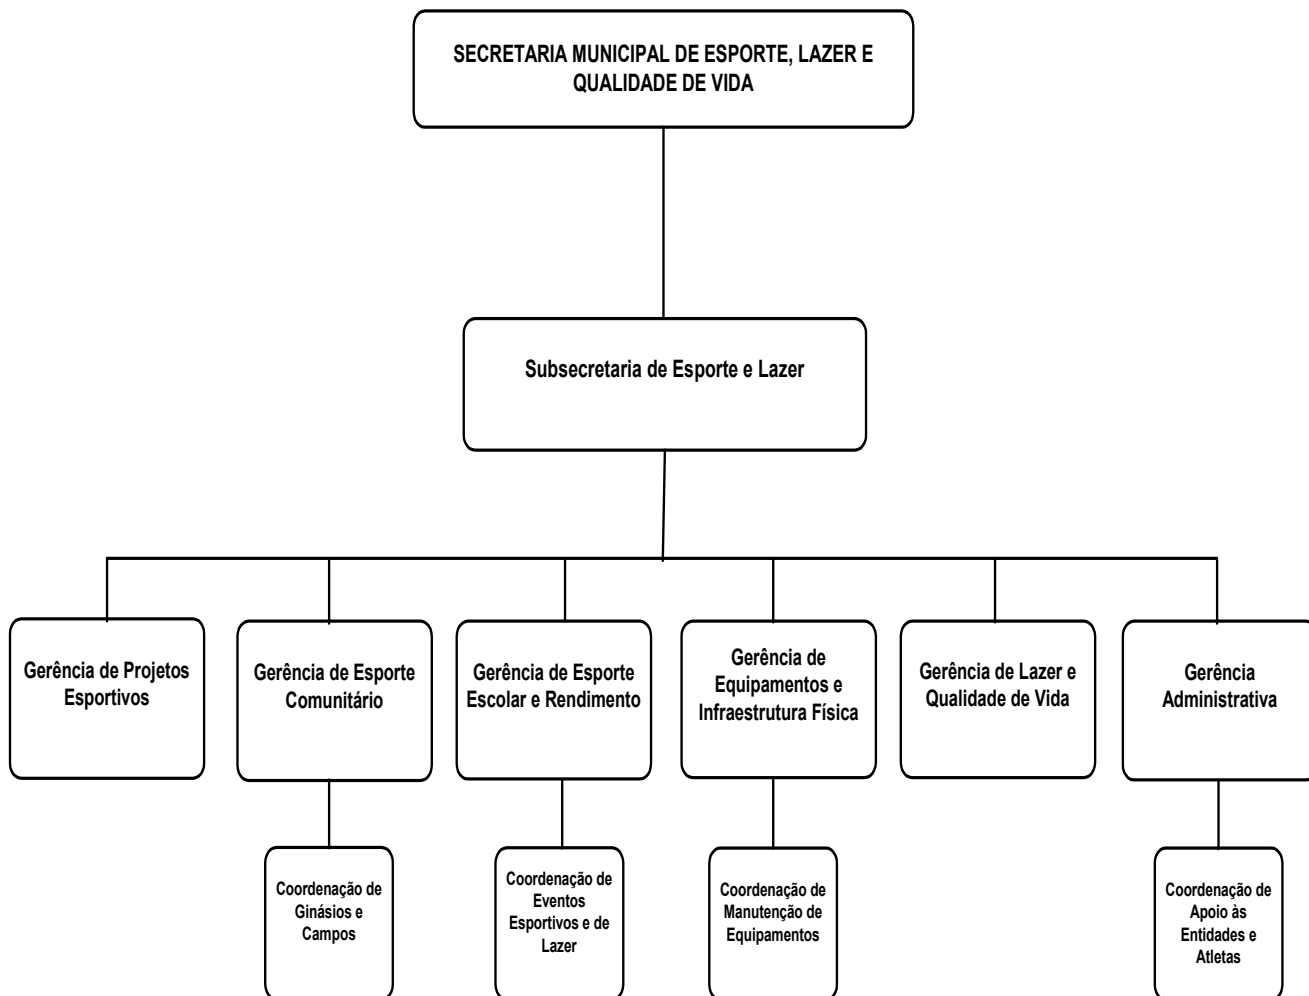 SECRETARIA MUNICIPAL DE ESPORTE, LAZER E
QUALIDADE DE VIDA
Subsecretaria de Esporte e Lazer
Gerência de Projetos
Esportivos
Gerência de Esporte
Comunitário
Gerência de Esporte
Escolar e Rendimento
Gerência de
Equipamentos e
Infraestrutura Física
Gerência de Lazer e
Qualidade de Vida
Gerência
Administrativa
Coordenação de
Ginásios e
Campos
Coordenação de
Eventos
Esportivos e de
Lazer
Coordenação de
Manutenção de
Equipamentos
Coordenação de
Apoio às
Entidades e
Atletas